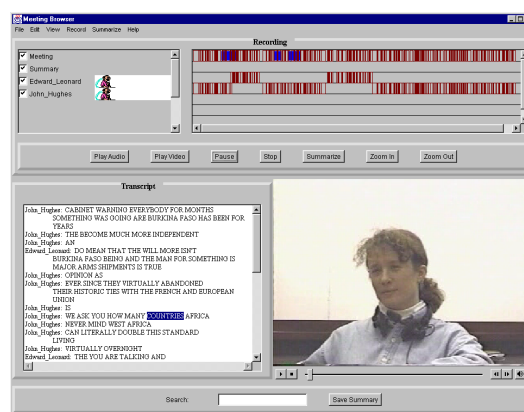 Meeting Browser
File Edit View Record Summarize Help
Recording
Meeting
Summary
Edward_Leonard
John_Hughes
Play Audio Play Video Pause Stop Summarize Zoom In Zoom Out
Transcript
John_Hughes: CABINET WARNING EVERYBODY FOR MONTHS
SOMETHING WAS GOING ARE BURKINA FASO HAS BEEN FOR
YEARS
John_Hughes: THE BECOME MUCH MORE INDEPENDENT
John_Hughes: AN
Edward_Leonard: DO MEAN THAT THE WILL MORE ISN'T
BURKINA FASO BEING AND THE MAN FOR SOMETHING IS
MAJOR ARMS SHIPMENTS IS TRUE
John_Hughes: OPINION AS
John_Hughes: EVER SINCE THEY VIRTUALLY ABANDONED
THEIR HISTORIC TIES WITH THE FRENCH AND EUROPEAN
UNION
John_Hughes: IS
John_Hughes: WE ASK YOU HOW MANY COUNTRIES AFRICA
John_Hughes: NEVER MIND WEST AFRICA
John_Hughes: CAN LITERALLY DOUBLE THIS STANDARD
LIVING
John_Hughes: VIRTUALLY OVERNIGHT
Edward_Leonard: THE YOU ARE TALKING AND
Search: Save Summary